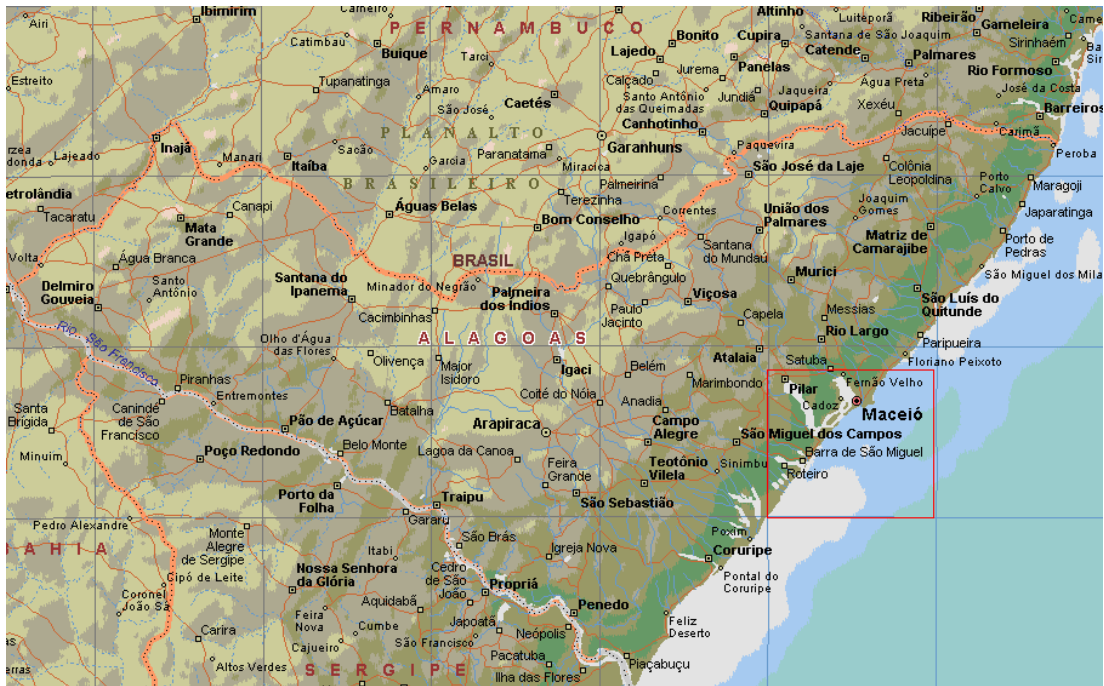 Ibimirim
Airi
Carneiro
PERNAMBUCO
Altinho
Luiteporã
Ribeirão
Gameleira
Catimbau
Buique
Tarci
Bonito
Cupira
Santana de São Joaquim
Sirinhaém
Lajedo
Panelas
Catende
Palmares
Estreito
Tupanatinga
Amaro
Calçado
Jurema
Jaqueira
Água Preta
Rio Formoso
Caetés
Santo Antônio
das Queimadas
Jundiá
José da Costa
São José
Quipapá
Xexéu
Barreiros
PLANALTO
Canhotinho
Jacuípe
Carimã
Inajá
Garanhuns
Lajeado
Manari
Itaíba
Sacão
Garcia
Paranatama
Miracica
Paquevira
São José da Laje
Colônia
Leopoldina
Peroba
BRASILEIRO
Palmeirina
Porto
Calvo
Maragoji
Tacaratu
Canapi
Terezinha
Águas Belas
Bom Conselho
Correntes
União dos
Palmares
Joaquim
Gomes
Japaratinga
Mata
Grande
Igapó
Santana
do Mundaú
Matriz de
Camarajibe
Porto de
Pedras
Volta
Água Branca
BRASIL
Chã Préta
Quebrângulo
Murici
São Miguel dos Mila
Delmiro
Gouveia
Santo
Antônio
Santana do
Ipanema
Minador do Negrão
Palmeira
dos Índios
Viçosa
São Luís do
Quitunde
Cacimbinhas
Paulo
Jacinto
Messias
Capela
Rio São Francisco
Olho d'Água
das Flores
ALAGOAS
Rio Largo
Paripueira
Olivença
Major
Isidoro
Igaci
Belém
Atalaia
Satuba
Floriano Peixoto
Piranhas
Marimbondo
Pilar
Fernão Velho
Entremontes
Coité do Nóia
Cadoz
Maceió
Santa
Brigida
Canindé
de São
Francisco
Batalha
Anadia
Pão de Açúcar
Arapiraca
Campo
Alegre
São Miguel dos Campos
Minuim
Poço Redondo
Belo Monte
Lagoa da Canoa
Feira
Grande
Teotónio
Vilela
Sinimbu
Barra de São Miguel
Roteiro
Porto da
Folha
Traipu
São Sebastião
Pedro Alexandre
Gararu
Monte
Alegre
de Sergipe
São Brás
Poxim
BAHIA
Itabi
Igreja Nova
Coruripe
Cipó de Leite
Nossa Senhora
da Glória
Cedro
de São
João
Propriá
Pontal do
Coruripe
Coronel
João Sá
Feira
Nova
Aquidabã
Penedo
Carira
Cumbe
Japoatã
Neópolis
Feliz
Deserto
Cajueiro
São Francisco
Altos Verdes
SERGIPE
Pacatuba
Piaçabuçu
Ilha das Flores